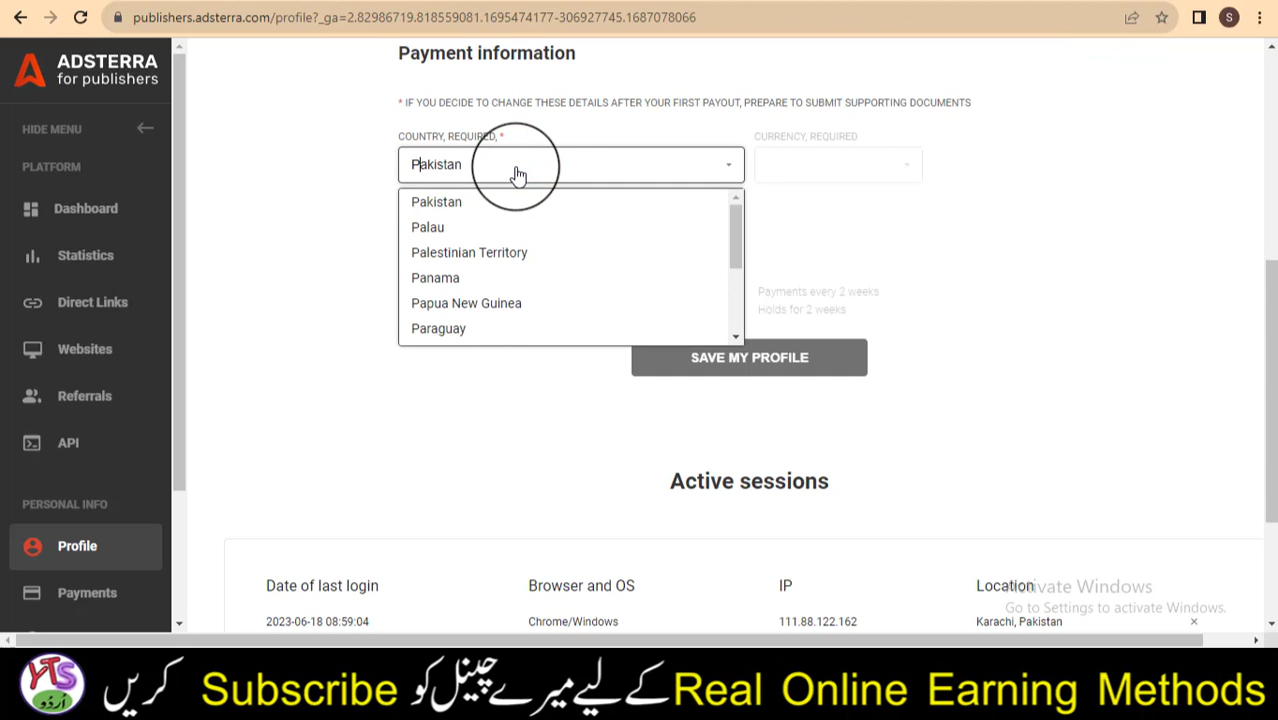 publishers.adsterra.com/profile?_ga=2.82986719.818559081.1695474177-306927745.1687078066
S
ADSTERRA
for publishers
HIDE MENU
PLATFORM
Dashboard
Statistics
Direct Links
Websites
Referrals
API
PERSONAL INFO
Profile
Payments
Payment information
* IF YOU DECIDE TO CHANGE THESE DETAILS AFTER YOUR FIRST PAYOUT, PREPARE TO SUBMIT SUPPORTING DOCUMENTS
COUNTRY, REQUIRED, *
CURRENCY, REQUIRED
Pakistan
Pakistan
Palau
Palestinian Territory
Panama
Papua New Guinea
Paraguay
Payments every 2 weeks
Holds for 2 weeks
SAVE MY PROFILE
Active sessions
Date of last login Browser and OS IP Location
2023-06-18 08:59:04 Chrome/Windows 111.88.122.162 Karachi, Pakistan ×
Activate Windows
Go to Settings to activate Windows.
YTS
اردو
Real Online Earning Methods کے لیے میرے چینل کو Subscribe کریں